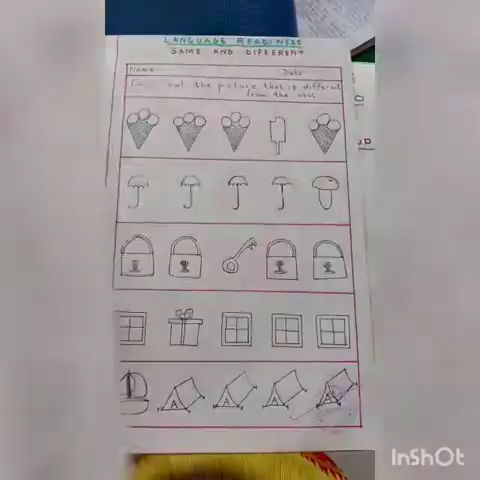 LANGUAGE READINESS
SAME AND DIFFERENT
Name Date
out the picture that is different
from the rest
A A A A
InShOt